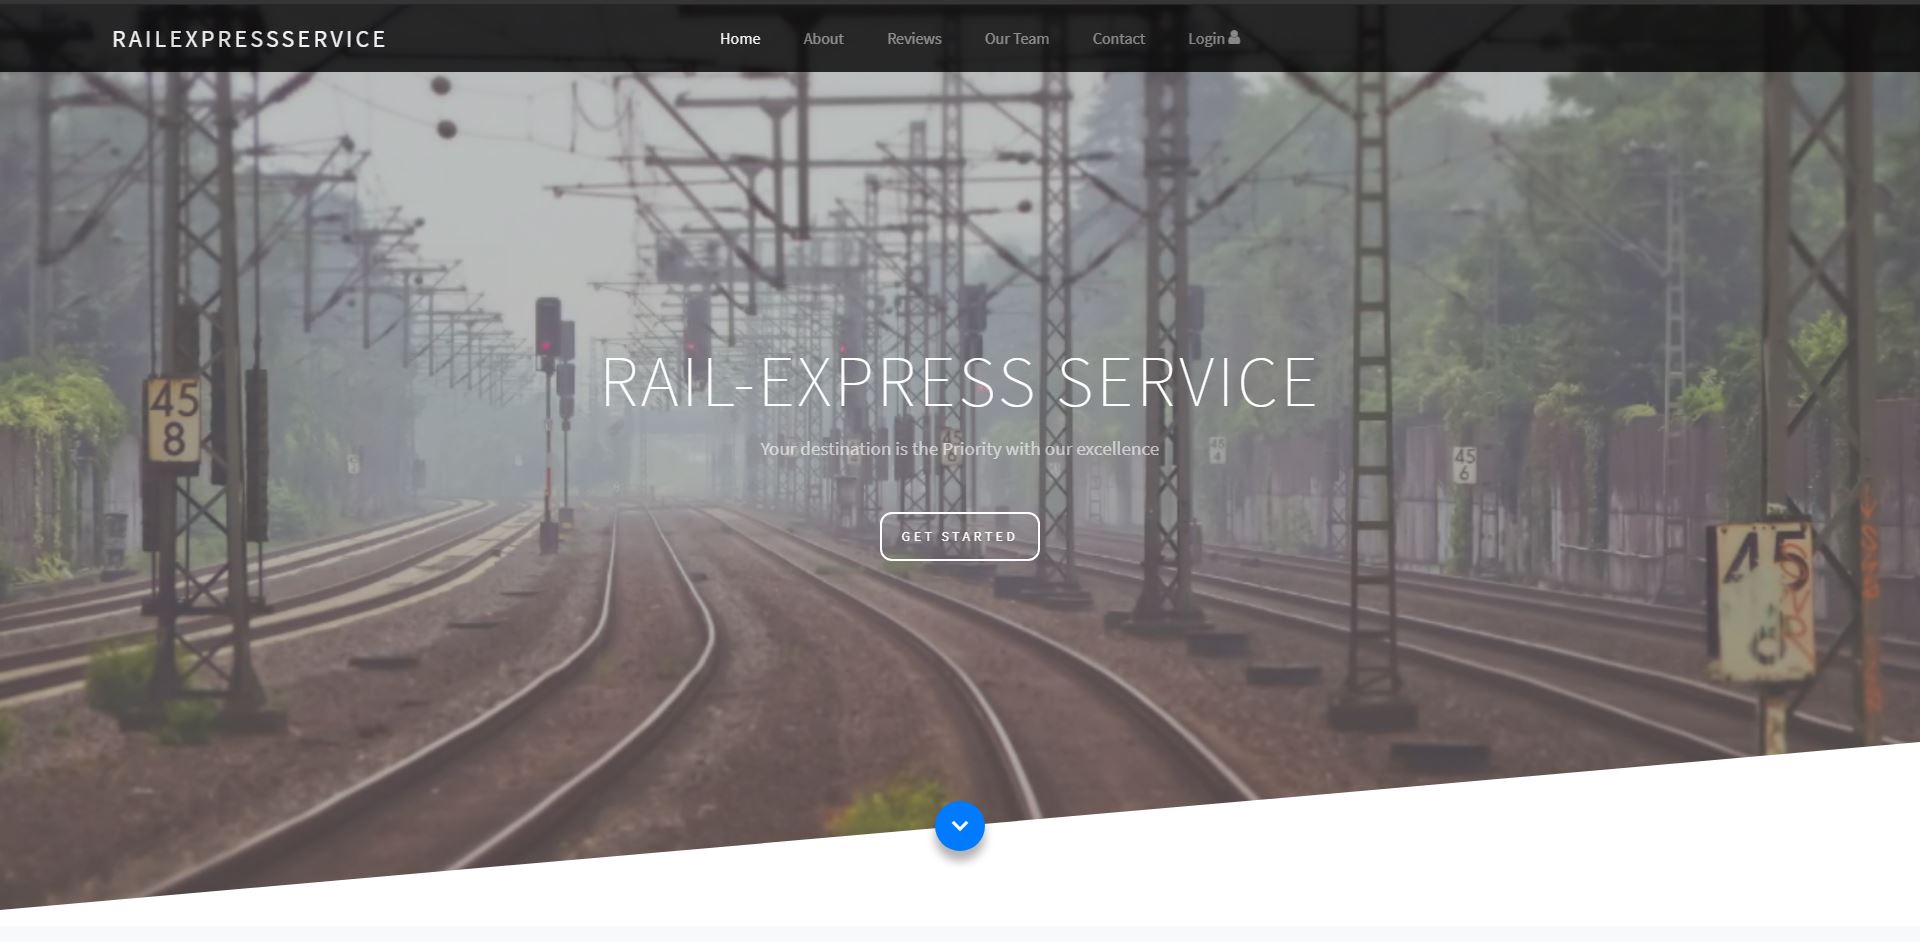 RAILEXPRESSSERVICE
Home About Reviews Our Team Contact Login
45
8
RAIL-EXPRESS SERVICE
Your destination is the Priority with our excellence
45
6
GET STARTED
45